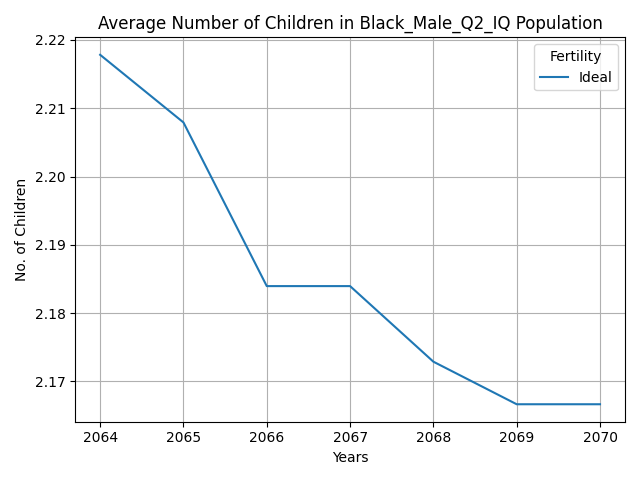 Average Number of Children in Black_Male_Q2_IQ Population
2.22
2.21
2.20
2.19
2.18
2.17
No. of Children
Fertility
Ideal
2064 2065 2066 2067 2068 2069 2070
Years